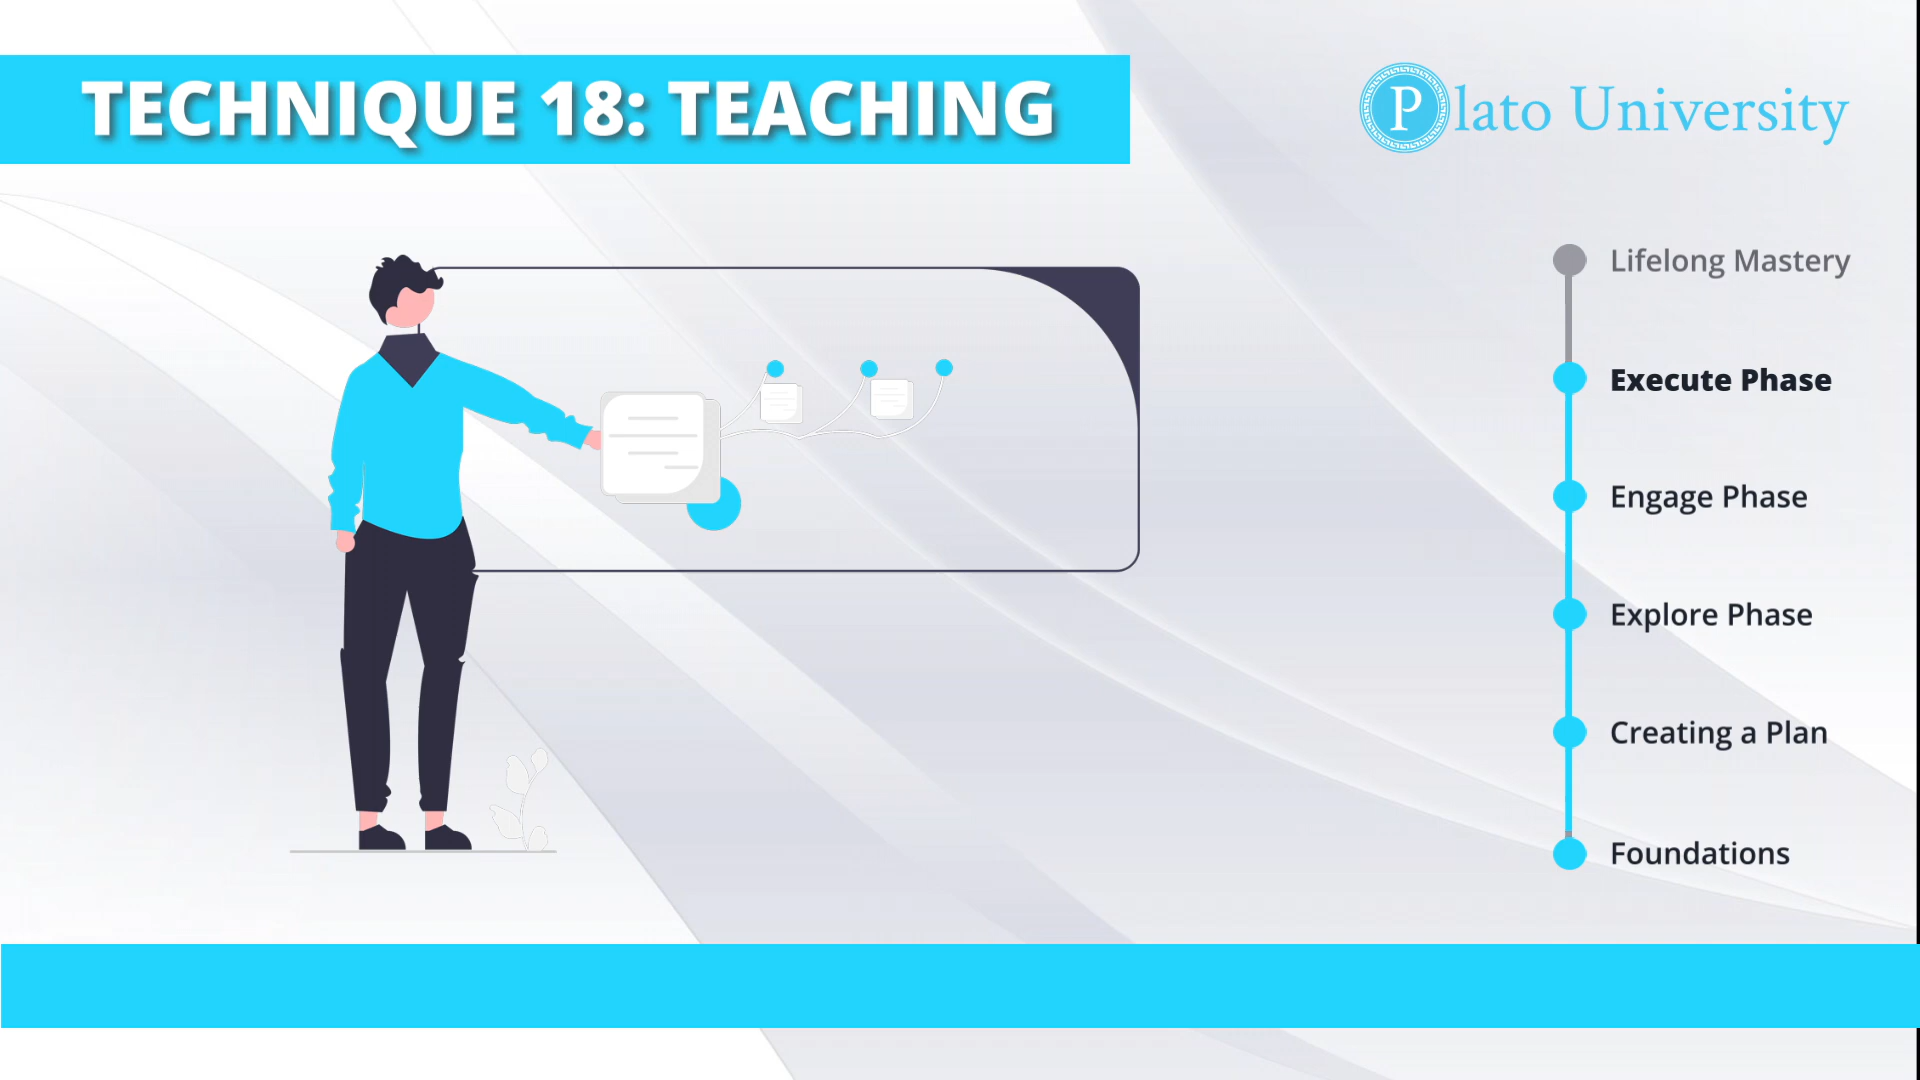 TECHNIQUE 18: TEACHING
Plato University
Lifelong Mastery
Execute Phase
Engage Phase
Explore Phase
Creating a Plan
Foundations